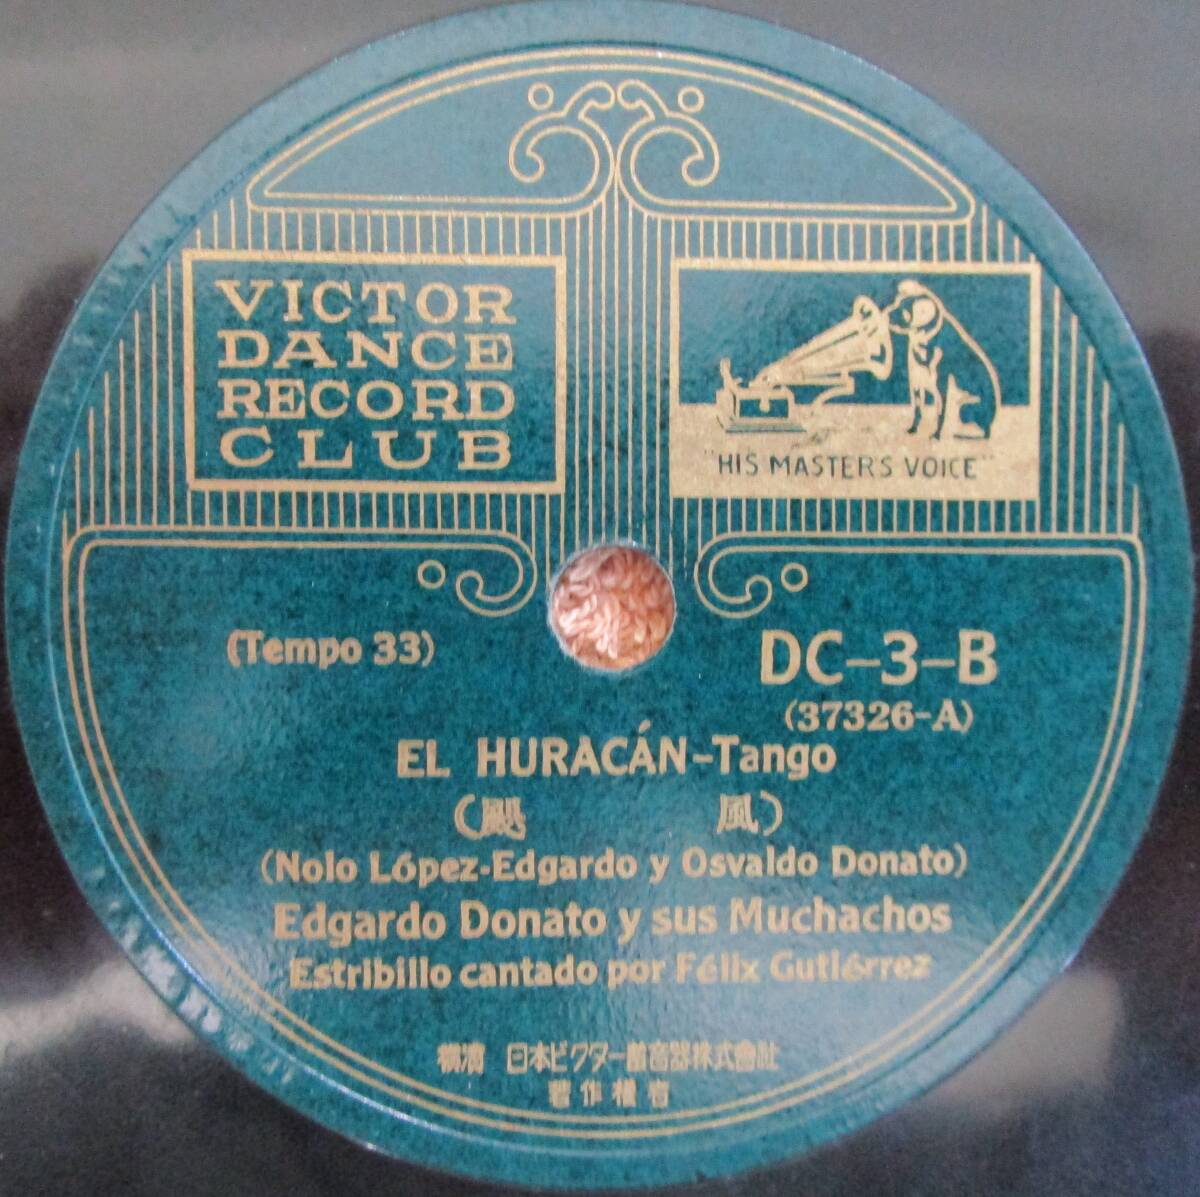 VICTOR
DANCE
RECORD
CLUB
"HIS MASTER'S VOICE"
(Tempo 33)
DC-3-B
(37326-A)
EL HURACÁN-Tango
(颶風)
(Nolo López-Edgardo y Osvaldo Donato)
Edgardo Donato y sus Muchachos
Estribillo cantado por Félix Gutiérrez
横濱 日本ビクター蓄音器株式會社
著作權者